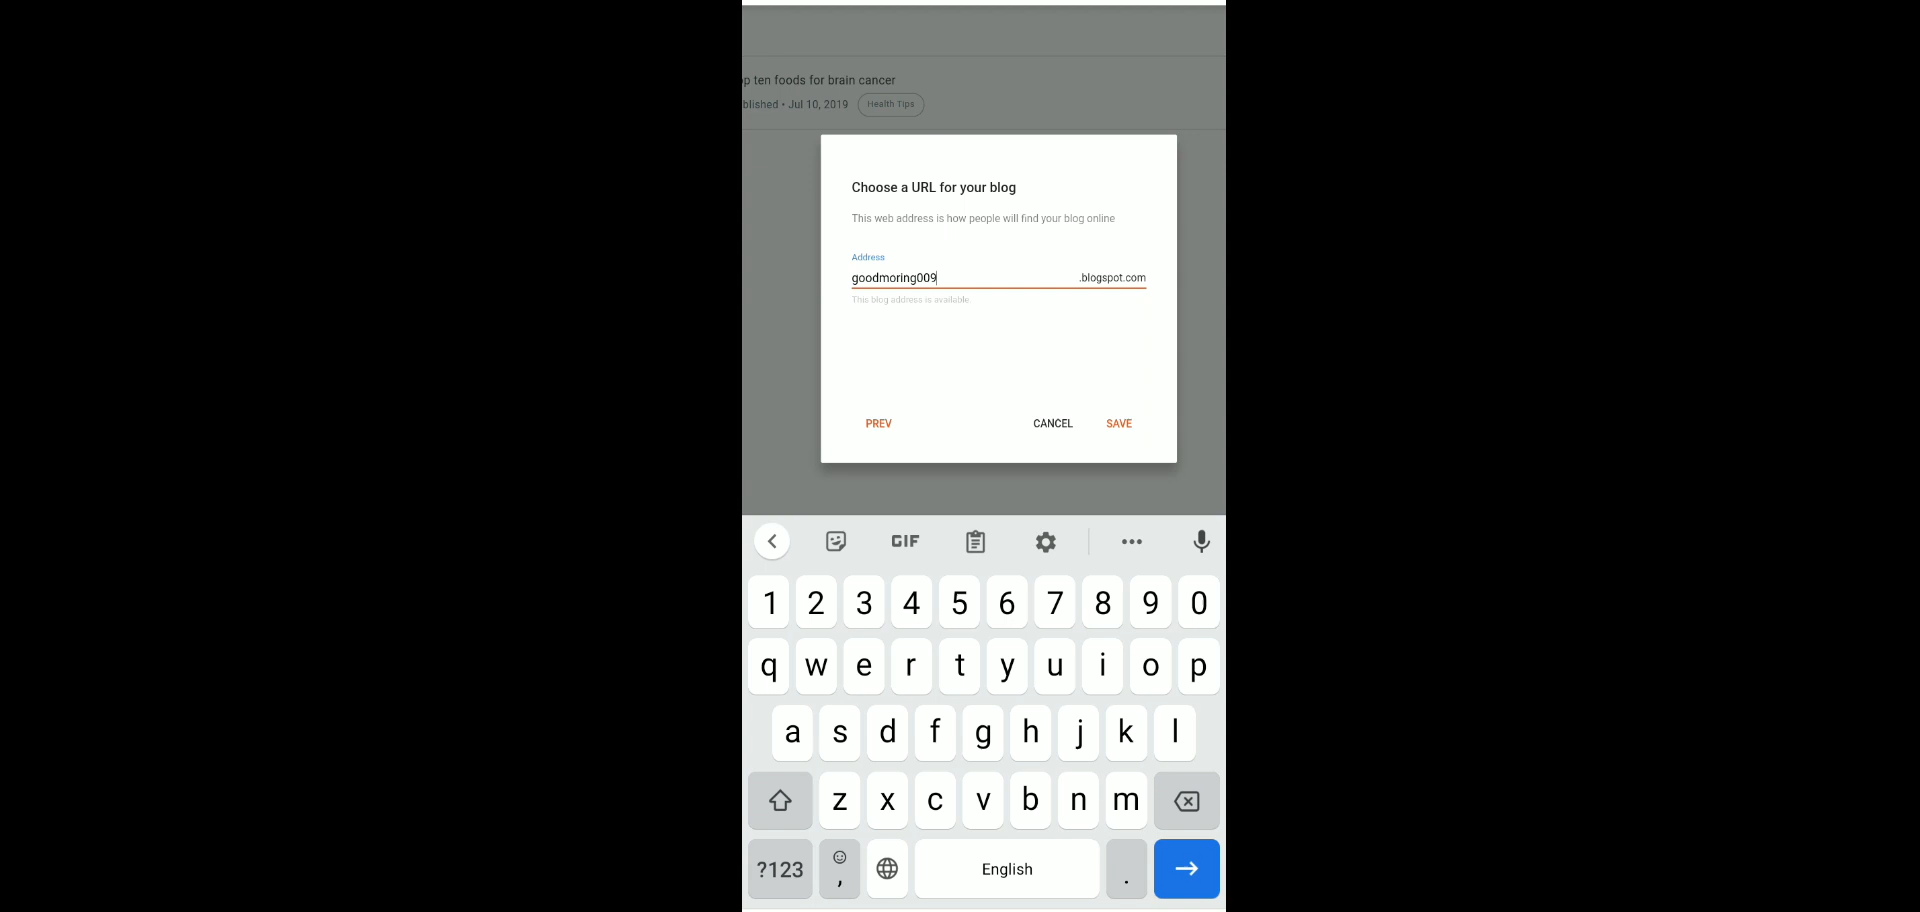 p ten foods for brain cancer
blished • Jul 10, 2019 Health Tips
Choose a URL for your blog
This web address is how people will find your blog online
Address
goodmoring009 .blogspot.com
This blog address is available
PREV CANCEL SAVE
GIF
1 2 3 4 5 6 7 8 9 0
q w e r t y u i o p
a s d f g h j k l
z x c v b n m
?123 , English .